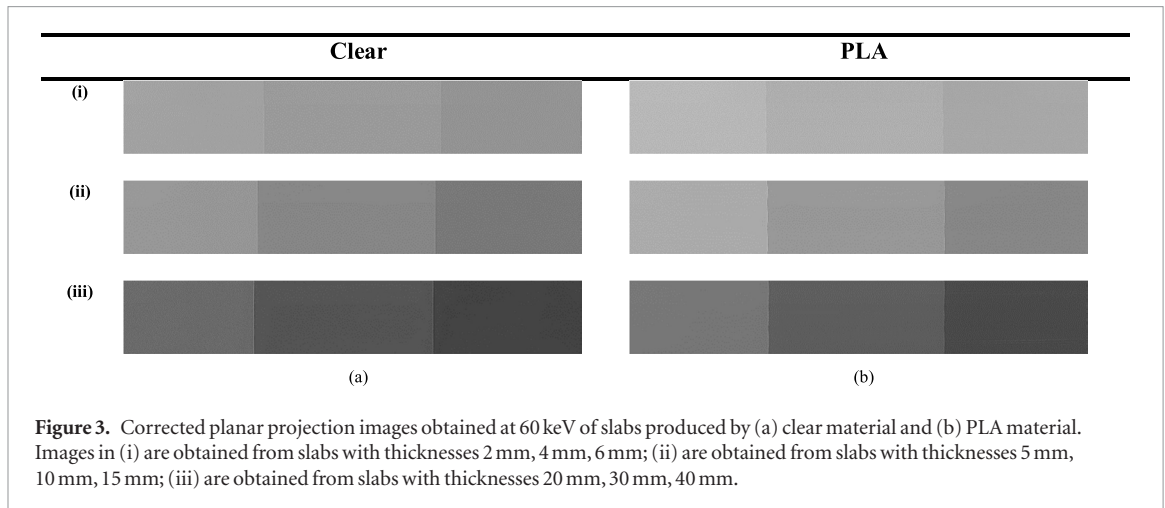 Clear PLA
(i)
(ii)
(iii)
(a) (b)
Figure 3. Corrected planar projection images obtained at 60 keV of slabs produced by (a) clear material and (b) PLA material.
Images in (i) are obtained from slabs with thicknesses 2 mm, 4 mm, 6 mm; (ii) are obtained from slabs with thicknesses 5 mm,
10 mm, 15 mm; (iii) are obtained from slabs with thicknesses 20 mm, 30 mm, 40 mm.